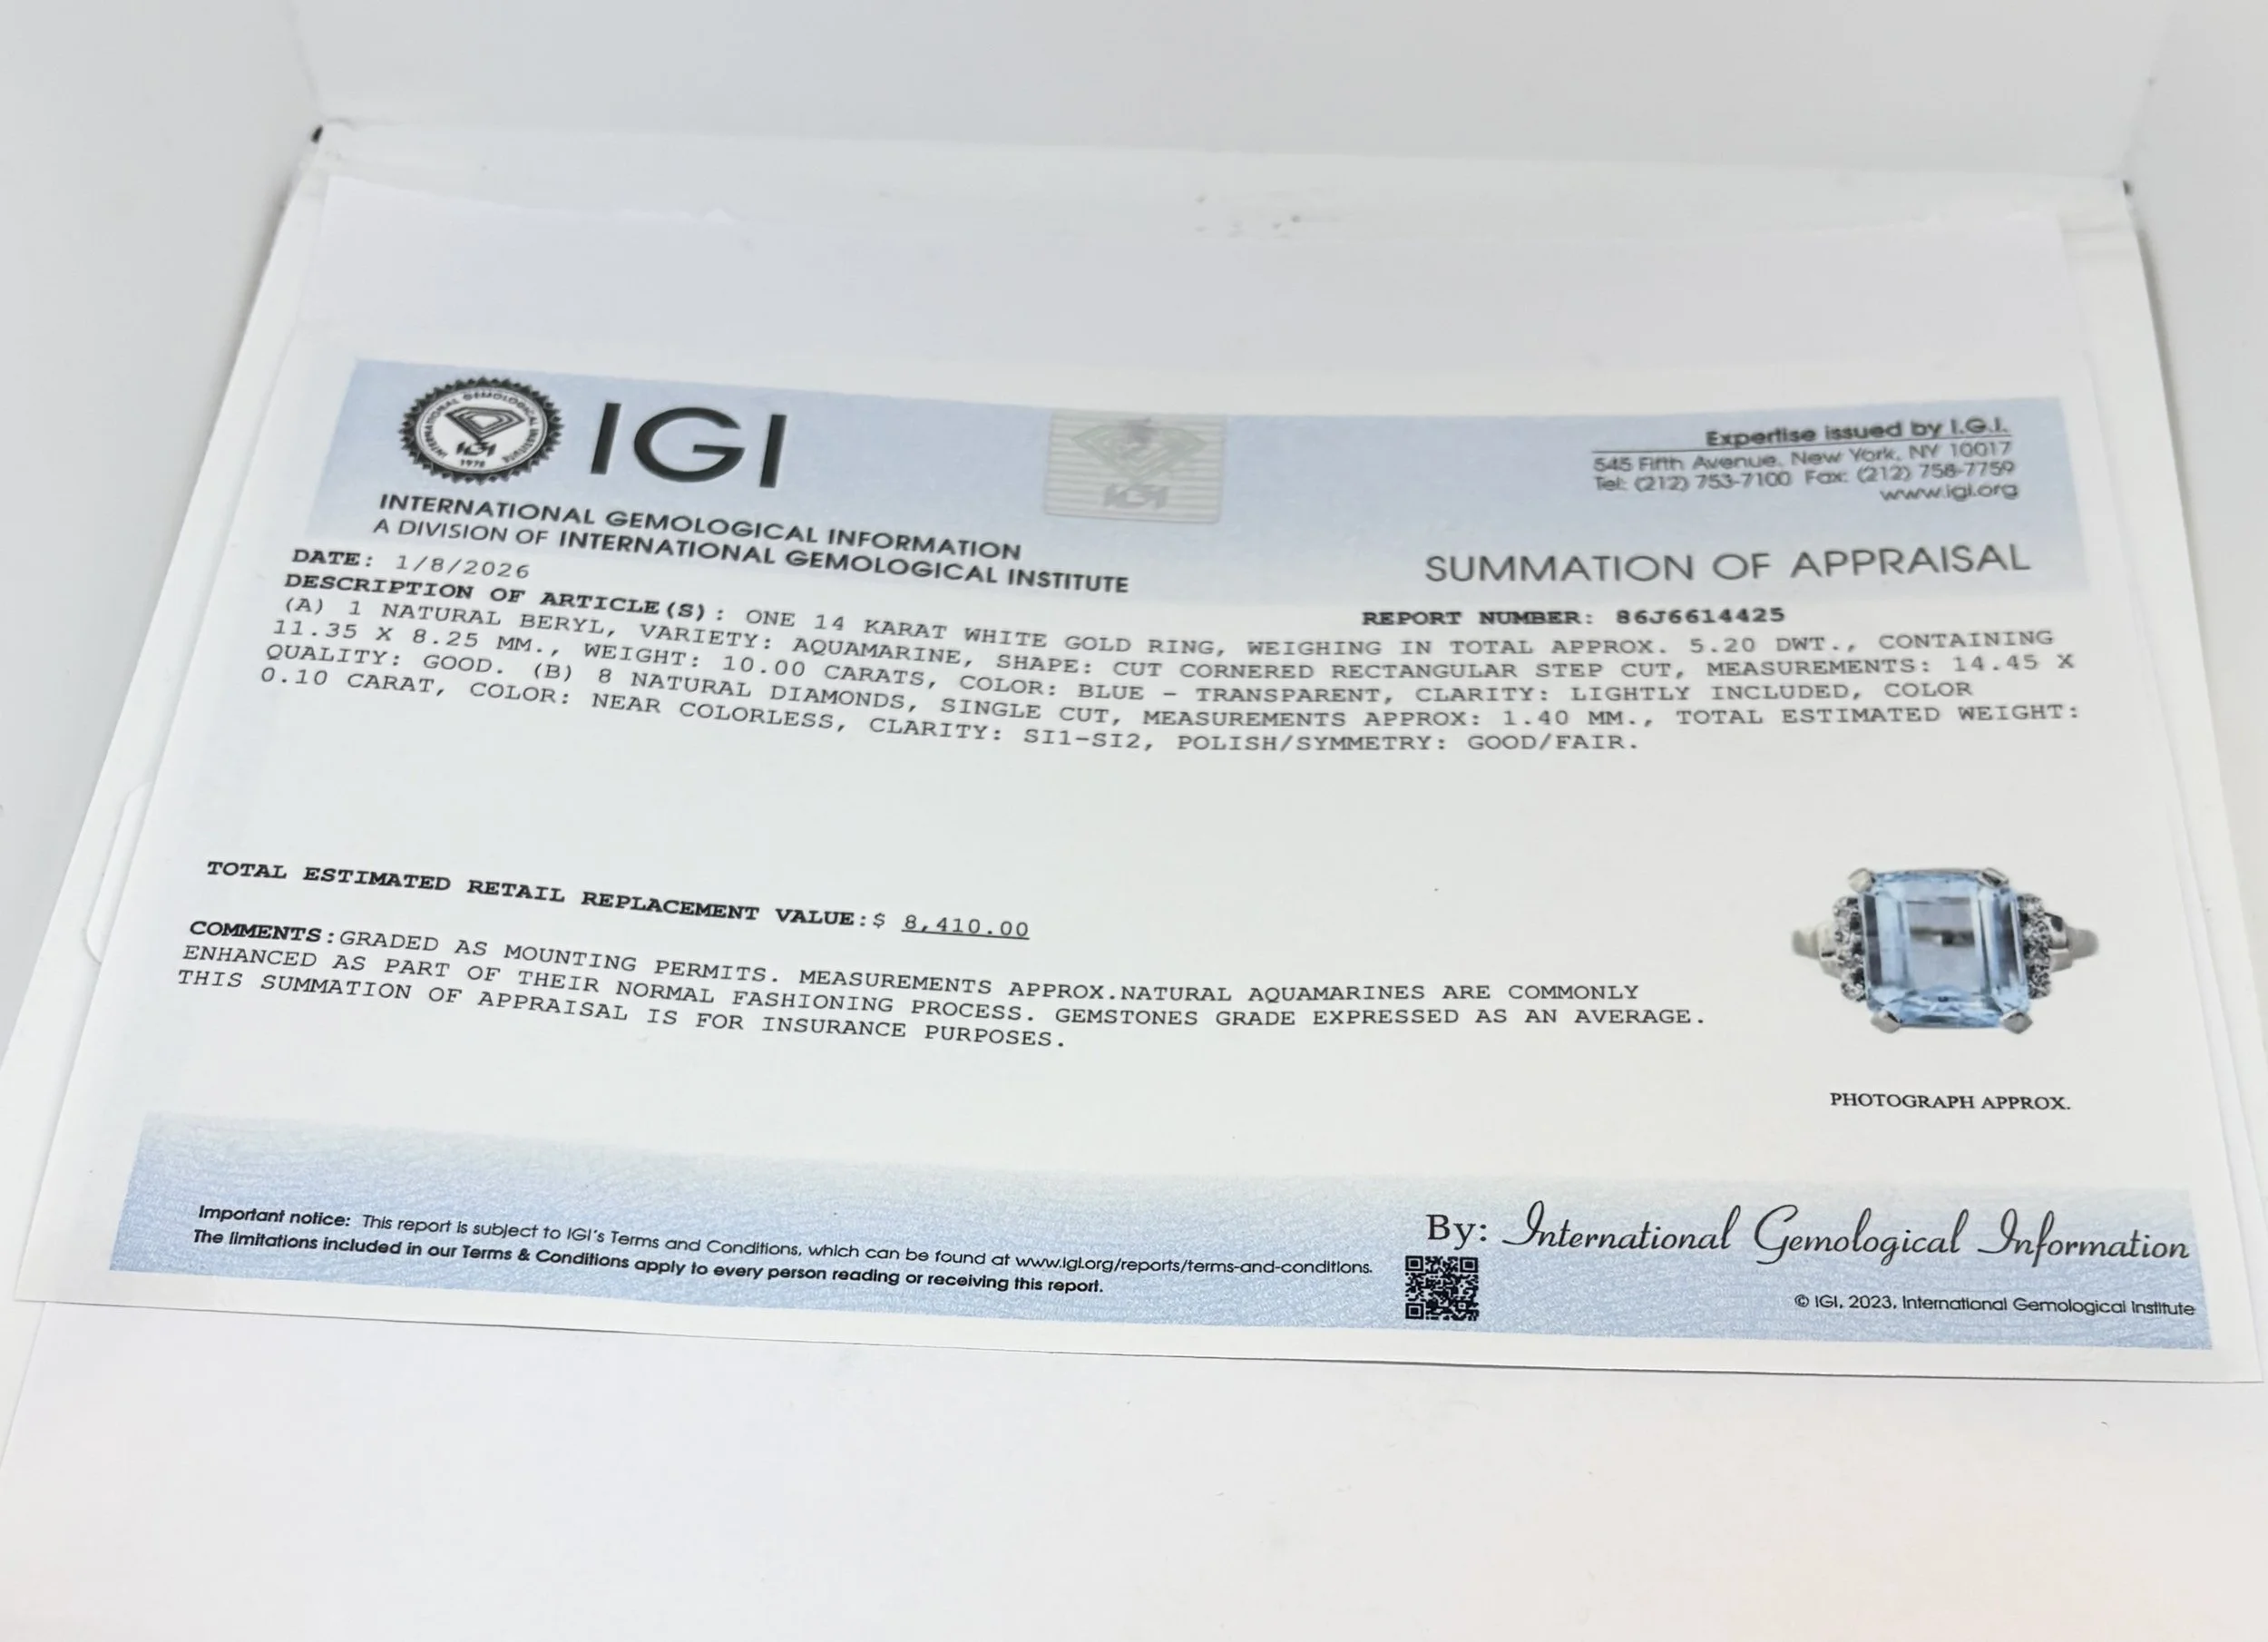 INTERNATIONAL GEMOLOGICAL INSTITUTE
IGI
1975
IGI
IGI
Expertise issued by I.G.I.
545 Fifth Avenue, New York, NY 10017
Tel: (212) 753-7100 Fax: (212) 758-7759
www.igi.org
INTERNATIONAL GEMOLOGICAL INFORMATION
A DIVISION OF INTERNATIONAL GEMOLOGICAL INSTITUTE
SUMMATION OF APPRAISAL
DATE: 1/8/2026
REPORT NUMBER: 86J6614425
DESCRIPTION OF ARTICLE(S): ONE 14 KARAT WHITE GOLD RING, WEIGHING IN TOTAL APPROX. 5.20 DWT., CONTAINING
(A) 1 NATURAL BERYL, VARIETY: AQUAMARINE, SHAPE: CUT CORNERED RECTANGULAR STEP CUT, MEASUREMENTS: 14.45 X
11.35 X 8.25 MM., WEIGHT: 10.00 CARATS, COLOR: BLUE - TRANSPARENT, CLARITY: LIGHTLY INCLUDED, COLOR
QUALITY: GOOD. (B) 8 NATURAL DIAMONDS, SINGLE CUT, MEASUREMENTS APPROX: 1.40 MM., TOTAL ESTIMATED WEIGHT:
0.10 CARAT, COLOR: NEAR COLORLESS, CLARITY: SI1-SI2, POLISH/SYMMETRY: GOOD/FAIR.
TOTAL ESTIMATED RETAIL REPLACEMENT VALUE:$ 8,410.00
COMMENTS:GRADED AS MOUNTING PERMITS. MEASUREMENTS APPROX.NATURAL AQUAMARINES ARE COMMONLY
ENHANCED AS PART OF THEIR NORMAL FASHIONING PROCESS. GEMSTONES GRADE EXPRESSED AS AN AVERAGE.
THIS SUMMATION OF APPRAISAL IS FOR INSURANCE PURPOSES.
PHOTOGRAPH APPROX.
Important notice: This report is subject to IGI's Terms and Conditions, which can be found at www.igi.org/reports/terms-and-conditions.
The limitations included in our Terms & Conditions apply to every person reading or receiving this report.
By: International Gemological Information
© IGI, 2023, International Gemological Institute